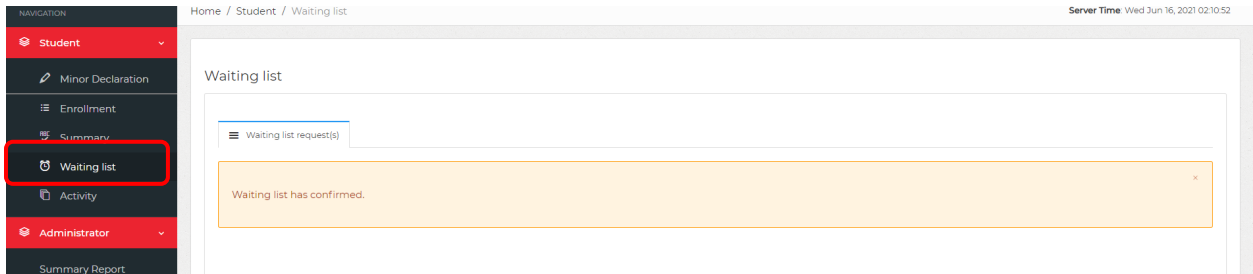 NAVIGATION
Home / Student / Waiting list
Server Time: Wed Jun 16, 2021 02:10:52
Student
Minor Declaration
Enrollment
Summary
Waiting list
Activity
Administrator
Summary Report
Waiting list
Waiting list request(s)
Waiting list has confirmed.
×